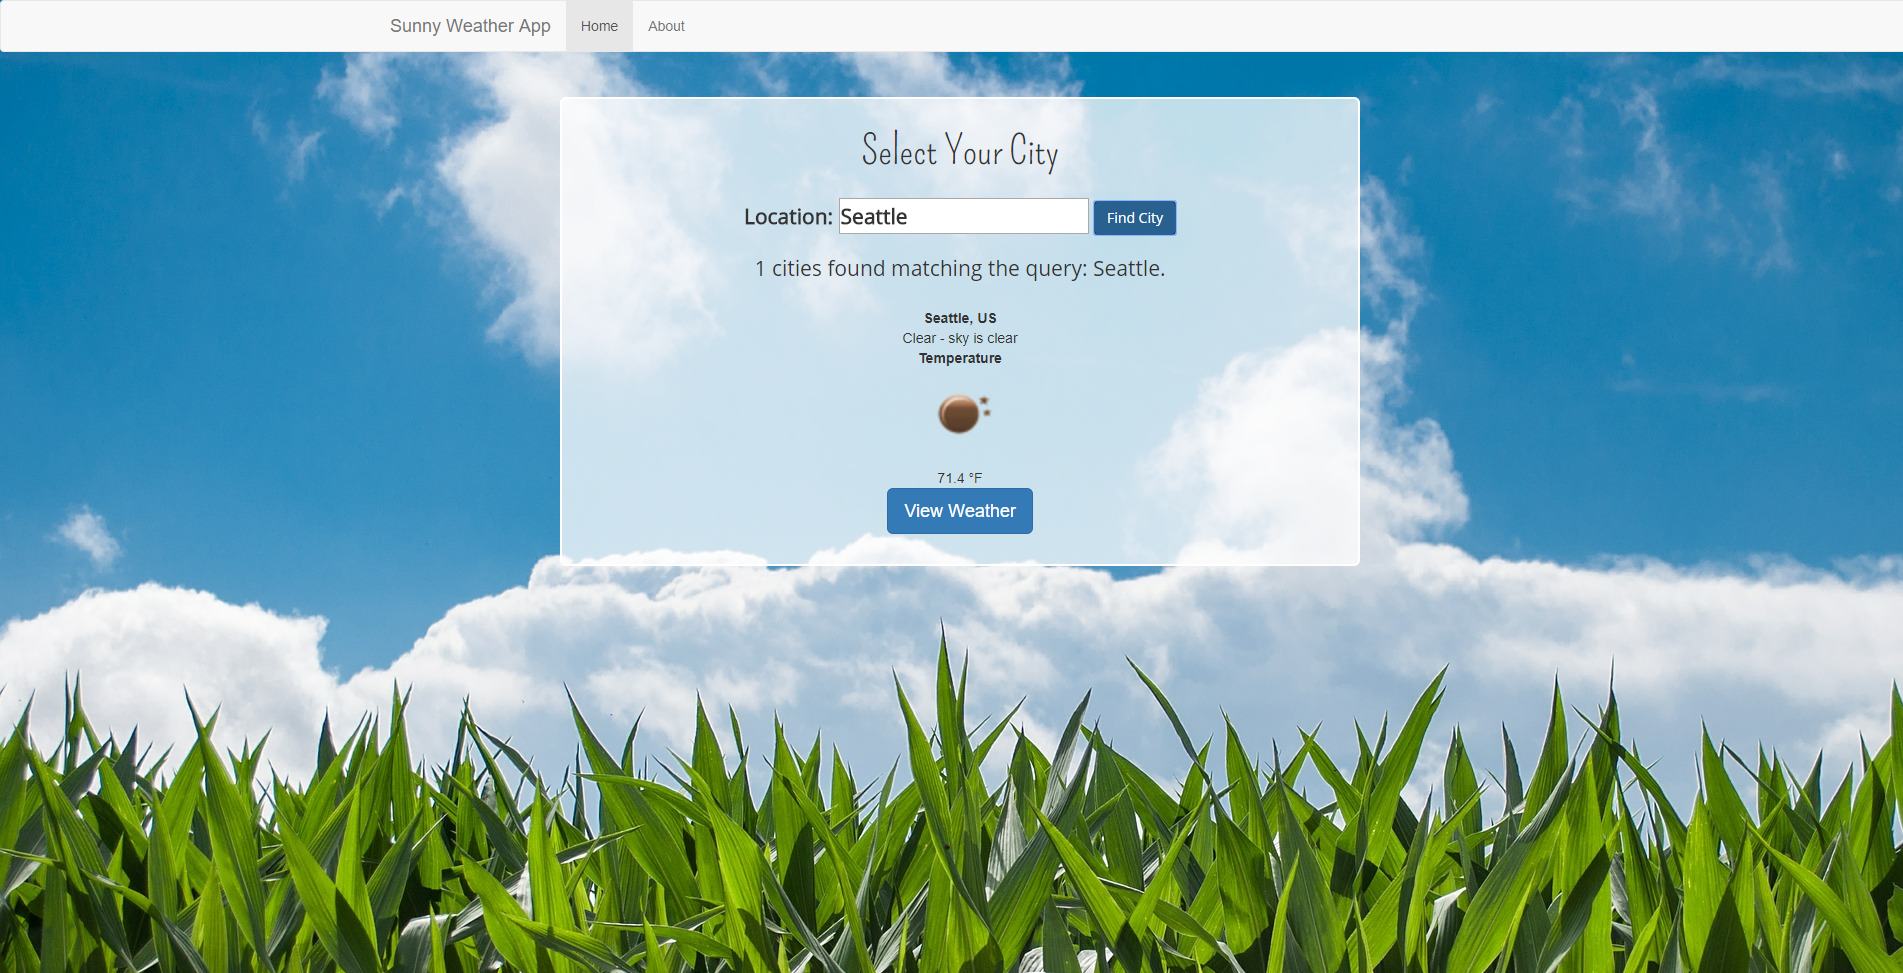 Sunny Weather App Home About
Select Your City
Location: Seattle Find City
1 cities found matching the query: Seattle.
Seattle, US
Clear - sky is clear
Temperature
71.4 °F
View Weather